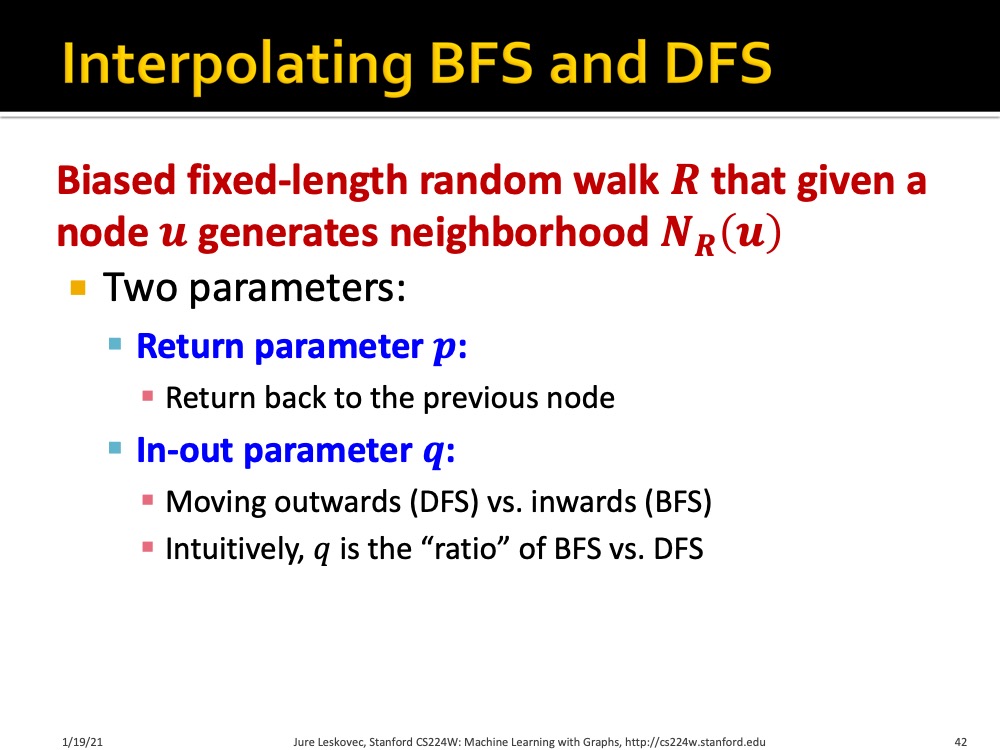 Interpolating BFS and DFS
Biased fixed-length random walk 𝑹 that given a
node 𝒖 generates neighborhood 𝑵𝑹(𝒖)
Two parameters:
Return parameter 𝒑:
Return back to the previous node
In-out parameter 𝒒:
Moving outwards (DFS) vs. inwards (BFS)
Intuitively, 𝑞 is the “ratio” of BFS vs. DFS
1/19/21
Jure Leskovec, Stanford CS224W: Machine Learning with Graphs, http://cs224w.stanford.edu
42